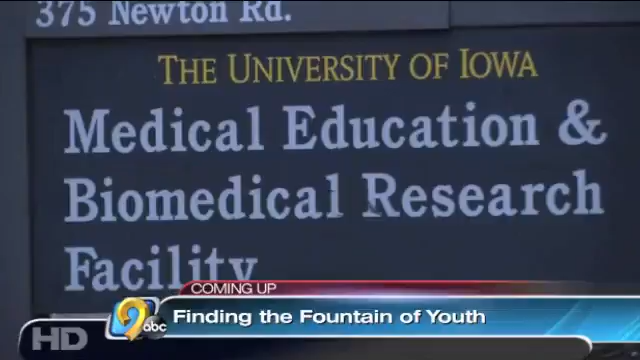 375 Newton Rd.
THE UNIVERSITY OF IOWA
Medical Education &
Biomedical Research
Facility
COMING UP
9 abc
Finding the Fountain of Youth
HD